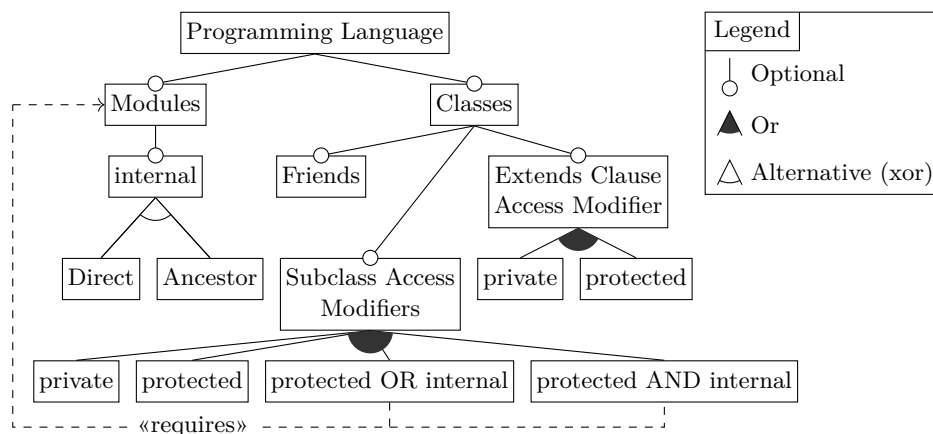 Programming Language
Legend
Optional
Modules
Classes
Or
internal
Friends
Extends Clause
Access Modifier
Alternative (xor)
Direct
Ancestor
Subclass Access
Modifiers
private
protected
private
protected
protected OR internal
protected AND internal
«requires»